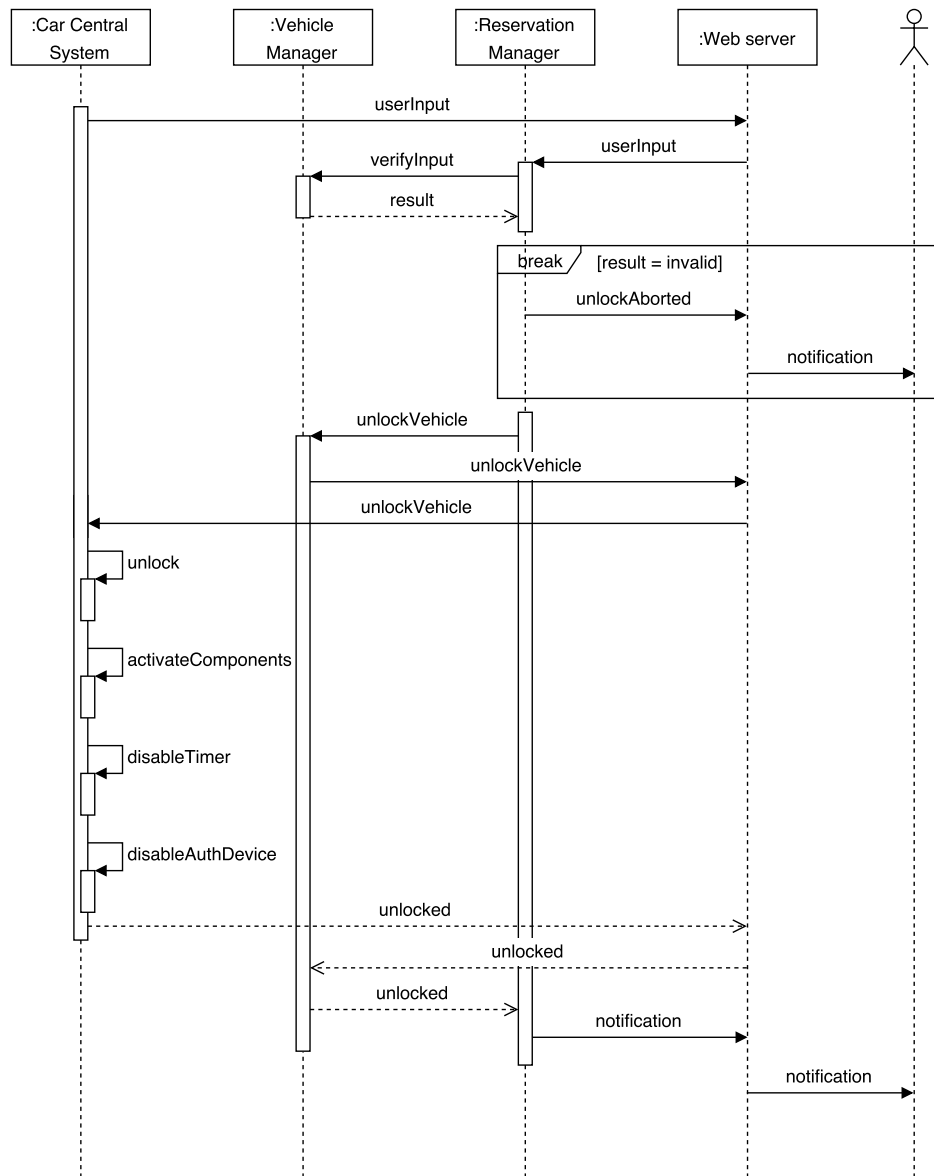 :Car Central
System
:Vehicle
Manager
:Reservation
Manager
:Web server
userInput
userInput
verifyInput
result
break
[result = invalid]
unlockAborted
notification
unlockVehicle
unlockVehicle
unlockVehicle
unlock
activateComponents
disableTimer
disableAuthDevice
unlocked
unlocked
unlocked
notification
notification